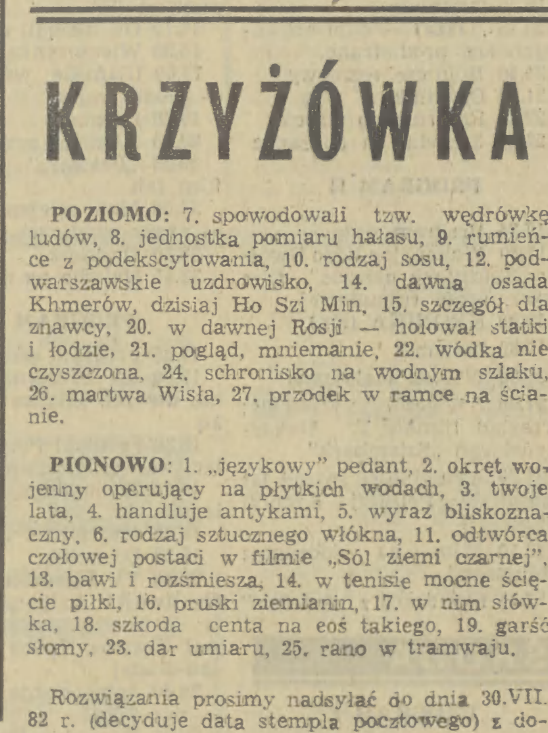 KRZYŻÓWKA
POZIOMO: 7. spowodowali tzw. wędrówkę
ludów, 8. jednostka pomiaru hałasu, 9. rumień-
ce z podekscytowania, 10. rodzaj sosu, 12. pod-
warszawskie uzdrowisko, 14. dawna osada
Khmerów, dzisiaj Ho Szi Min, 15. szczegół dla
znawcy, 20. w dawnej Rosji — holował statki
i łodzie, 21. pogląd, mniemanie, 22. wódka nie
czyszczona, 24. schronisko na wodnym szlaku,
26. martwa Wisła, 27. przodek w ramce na ścia-
nie.
PIONOWO: 1. „językowy” pedant, 2. okręt wo-
jenny operujący na płytkich wodach, 3. twoje
lata, 4. handluje antykami, 5. wyraz bliskozna-
czny, 6. rodzaj sztucznego włókna, 11. odtwórca
czołowej postaci w filmie „Sól ziemi czarnej”,
13. bawi i rozśmiesza, 14. w tenisie mocne ścię-
cie piłki, 16. pruski ziemianin, 17. w nim słów-
ka, 18. szkoda centa na eoś takiego, 19. garść
słomy, 23. dar umiaru, 25. rano w tramwaju.
Rozwiązania prosimy nadsyłać do dnia 30.VII.
82 r. (decyduje data stempla pocztowego) z do-